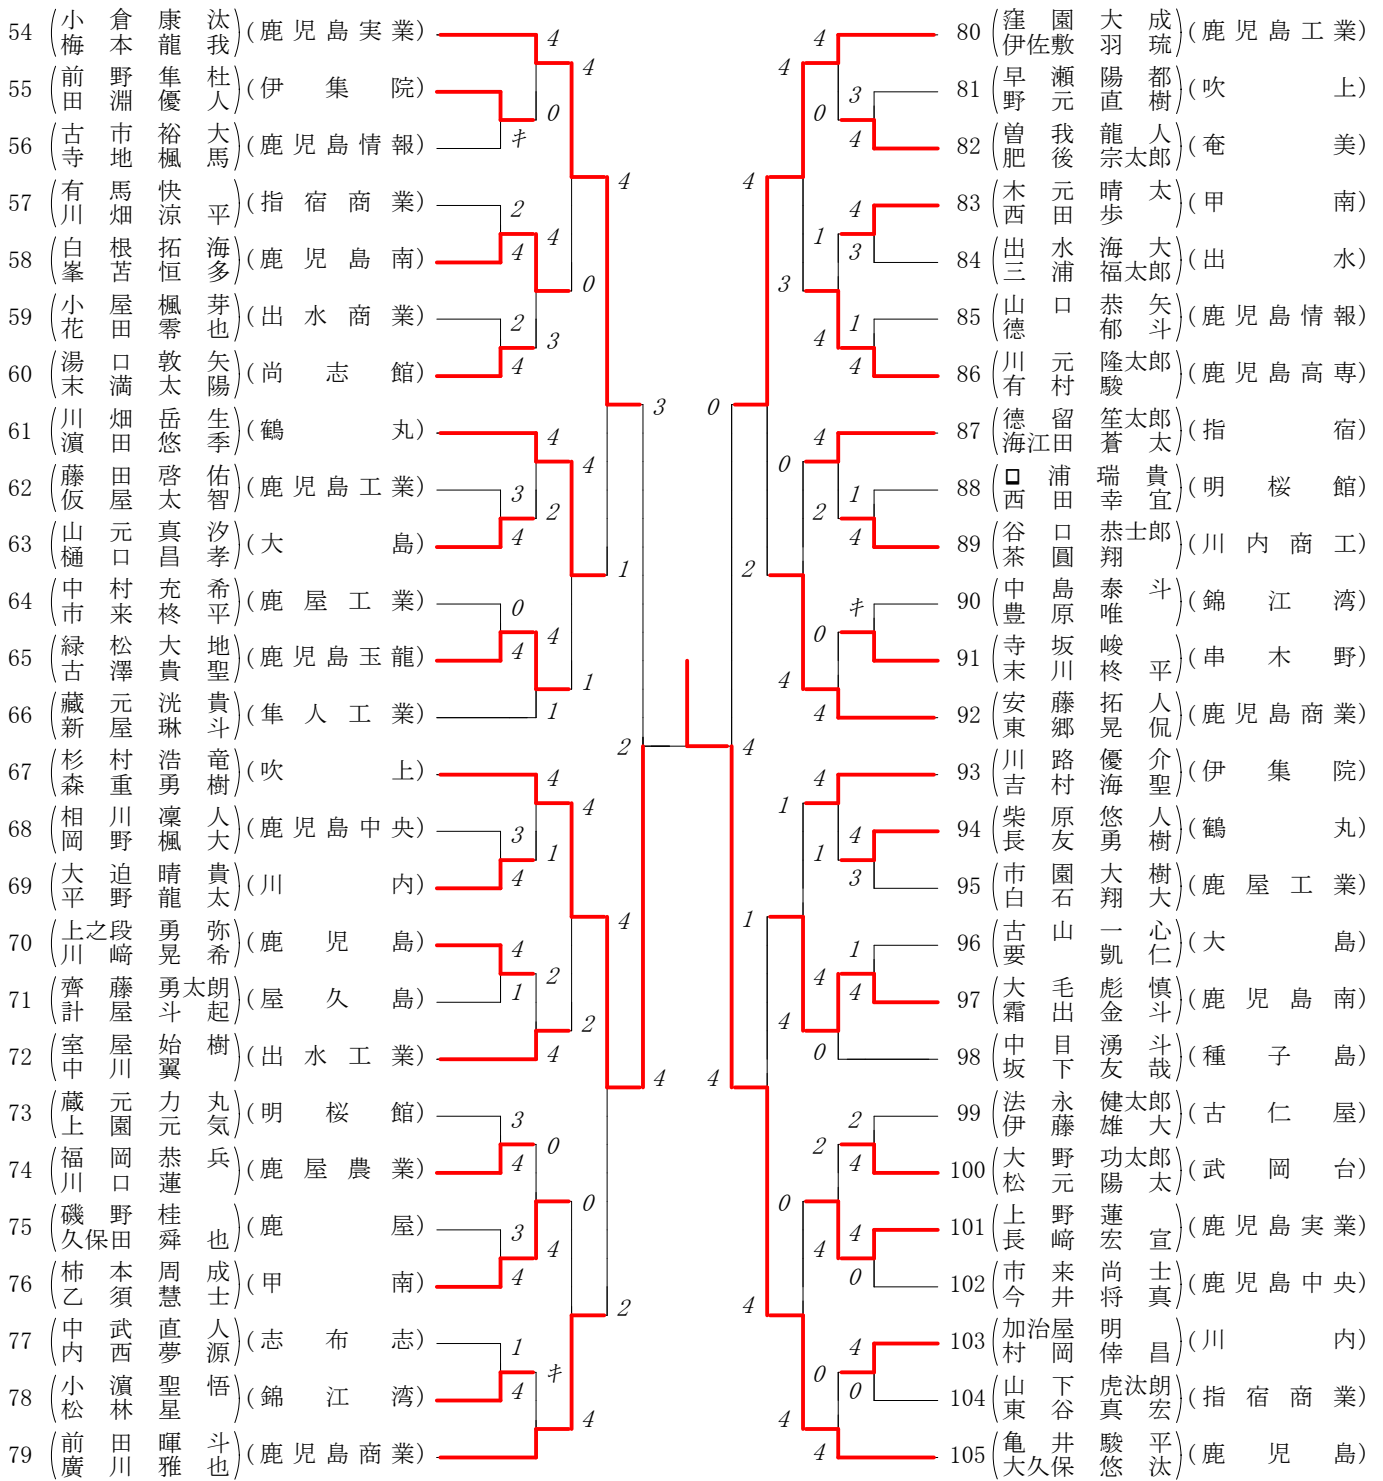 54 (小倉康汰 梅本龍我) (鹿児島実業)
55 (前野隼杜 田淵優人) (伊集院)
56 (古市裕大 寺地楓馬) (鹿児島情報)
57 (有馬快 川畑涼平) (指宿商業)
58 (白根拓海 峯苫恒多) (鹿児島南)
59 (小屋楓芽 花田零也) (出水商業)
60 (湯口敦矢 末満太陽) (尚志館)
61 (川畑岳生 濵田悠季) (鶴丸)
62 (藤田啓佑 仮屋太智) (鹿児島工業)
63 (山元真汐 樋口昌孝) (大島)
64 (中村充希 市来柊平) (鹿屋工業)
65 (緑松大地 古澤貴聖) (鹿児島玉龍)
66 (藏元洸貴 新屋琳斗) (隼人工業)
67 (杉村浩竜 森重勇樹) (吹上)
68 (相川凜人 岡野楓大) (鹿児島中央)
69 (大迫晴貴 平野龍太) (川内)
70 (上之段勇弥 川﨑晃希) (鹿児島)
71 (齊藤勇太朗 計屋斗起) (屋久島)
72 (室屋始樹 中川翼) (出水工業)
73 (蔵元力丸 上園元気) (明桜館)
74 (福岡恭兵 川口蓮) (鹿屋農業)
75 (磯野桂 久保田舜也) (鹿屋)
76 (柿本周成 乙須慧士) (甲南)
77 (中武直人 内西夢源) (志布志)
78 (小濵聖悟 松林星) (錦江湾)
79 (前田暉斗 廣川雅也) (鹿児島商業)
4
0
キ
2
4
2
4
4
3
4
2
0
4
1
4
3
4
1
4
1
4
3
4
3
4
1
4
4
4
3
0
4
4
1
4
1
2
2
0
4
0
キ
4
4
1
4
2
3
4
2
4
80 (窪園大成 伊佐敷羽琉) (鹿児島工業)
81 (早瀬陽都 野元直樹) (吹上)
82 (曽我龍人 肥後宗太郎) (奄美)
83 (木元晴太 西田歩) (甲南)
84 (出水海大 三浦福太郎) (出水)
85 (山口恭矢 德郁斗) (鹿児島情報)
86 (川元隆太郎 有村駿) (鹿児島高専)
87 (德留笙太郎 海江田蒼太) (指宿)
88 (口浦瑞貴 西田幸宜) (明桜館)
89 (谷口恭士郎 茶圓翔) (川内商工)
90 (中島泰斗 豊原唯) (錦江湾)
91 (寺坂峻 末川柊平) (串木野)
92 (安藤拓人 東郷晃侃) (鹿児島商業)
93 (川路優介 吉村海聖) (伊集院)
94 (柴原悠人 長友勇樹) (鶴丸)
95 (市園大樹 白石翔大) (鹿屋工業)
96 (古山一心 要凱仁) (大島)
97 (大毛彪慎 霜出金斗) (鹿児島南)
98 (中目湧斗 坂下友哉) (種子島)
99 (法永健太郎 伊藤雄大) (古仁屋)
100 (大野功太郎 松元陽太) (武岡台)
101 (上野蓮 長﨑宏宣) (鹿児島実業)
102 (市来尚士 今井将真) (鹿児島中央)
103 (加治屋明 村岡倖昌) (川内)
104 (山下虎汰朗 東谷真宏) (指宿商業)
105 (亀井駿平 大久保悠汰) (鹿児島)
4
3
0
4
4
4
1
3
3
1
4
4
0
4
0
1
2
4
2
キ
0
4
4
4
4
1
4
1
3
1
1
4
4
4
0
4
2
2
4
0
4
4
0
4
4
0
0
4
4